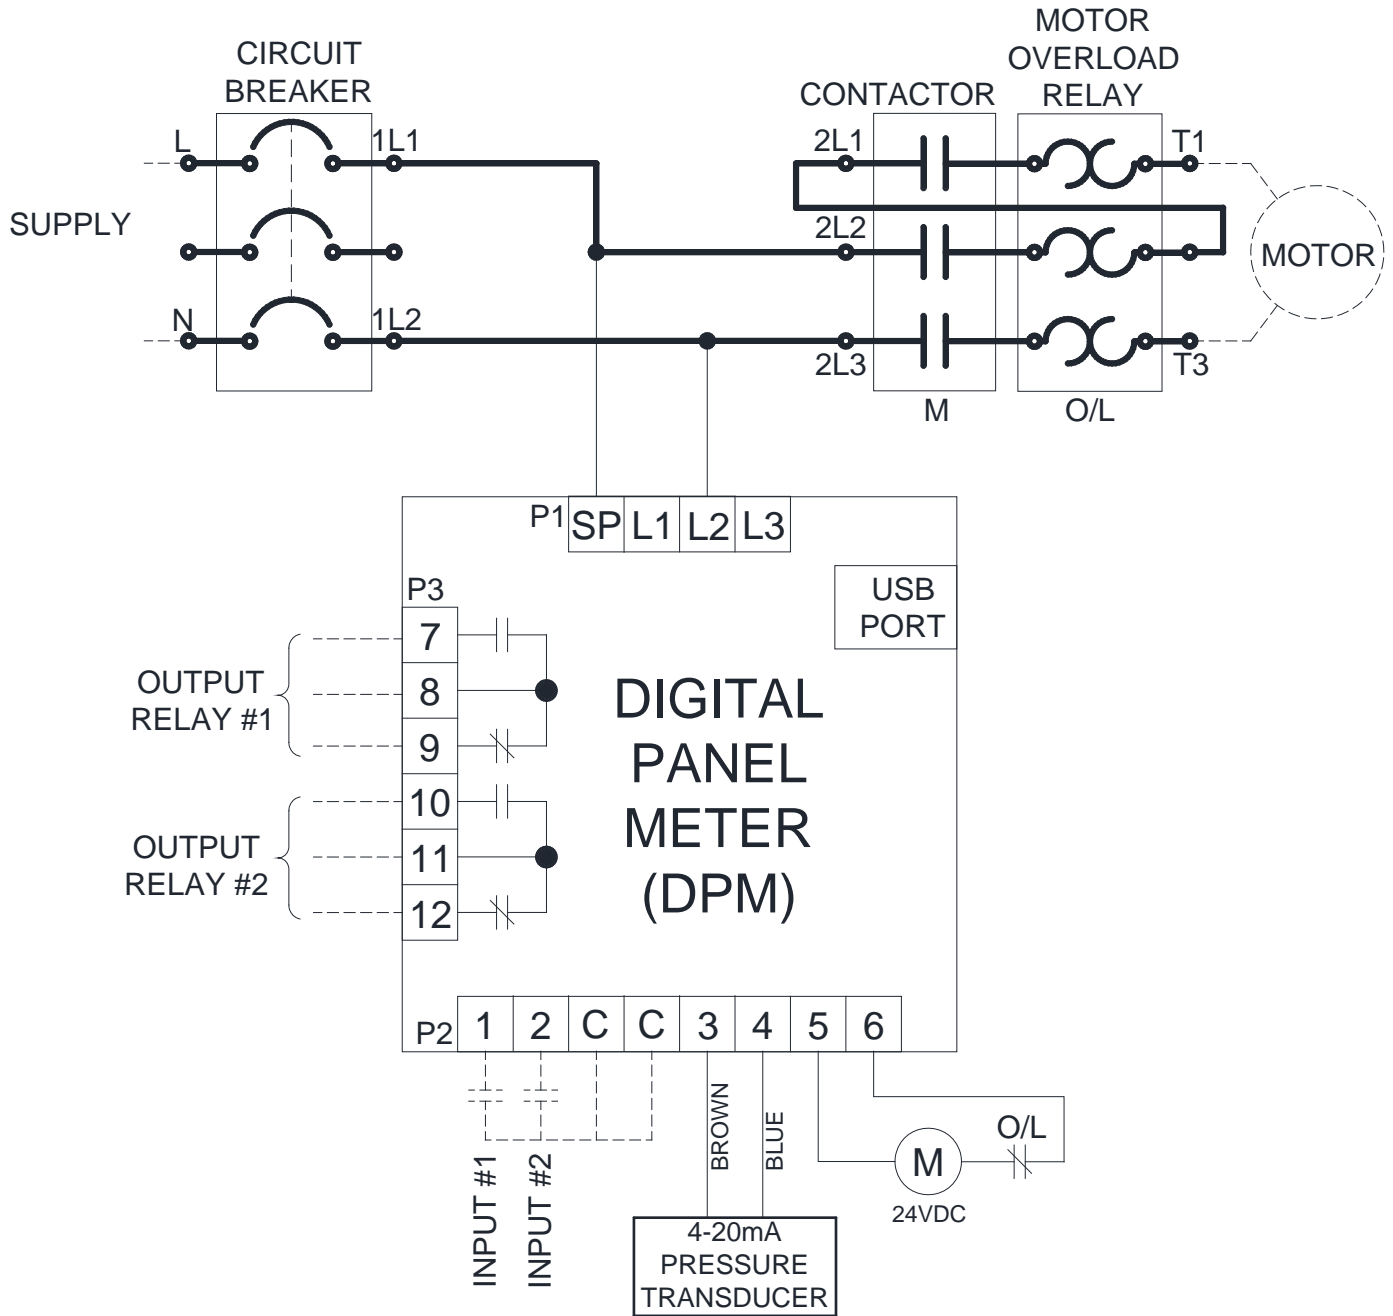 CIRCUIT
BREAKER
MOTOR
OVERLOAD
RELAY
CONTACTOR
L
1L1
2L1
T1
SUPPLY
2L2
MOTOR
N
1L2
2L3
T3
M
O/L
P1
SP
L1
L2
L3
USB
PORT
P3
7
8
9
10
11
12
OUTPUT
RELAY #1
OUTPUT
RELAY #2
DIGITAL
PANEL
METER
(DPM)
P2
1
2
C
C
3
4
5
6
INPUT #1
INPUT #2
BROWN
BLUE
O/L
M
24VDC
4-20mA
PRESSURE
TRANSDUCER